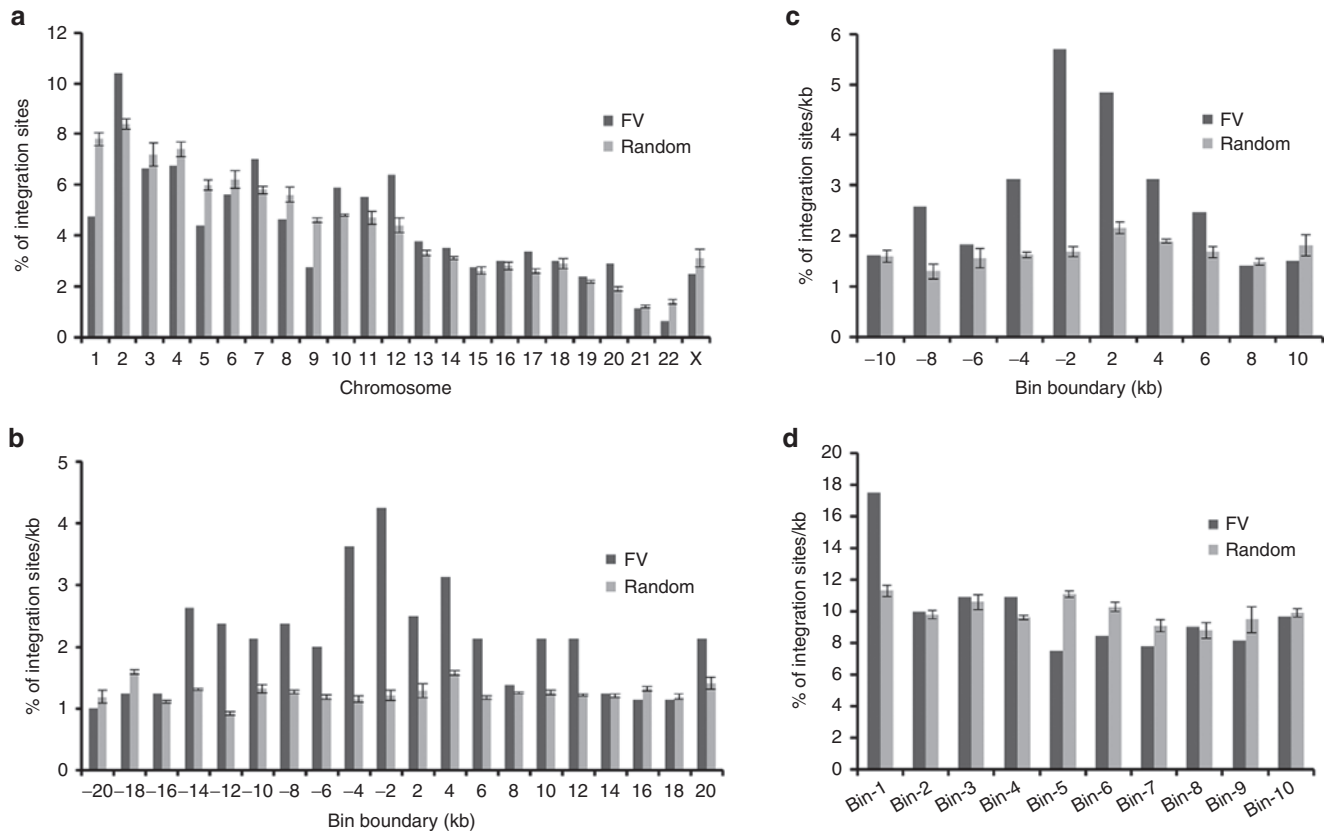 a
12
10
8
6
4
2
0
% of integration sites
FV
Random
1 2 3 4 5 6 7 8 9 10 11 12 13 14 15 16 17 18 19 20 21 22 X
Chromosome
b
5
4
3
2
1
0
% of integration sites/kb
FV
Random
−20 −18 −16 −14 −12 −10 −8 −6 −4 −2 2 4 6 8 10 12 14 16 18 20
Bin boundary (kb)
c
6
5
4
3
2
1
0
% of integration sites/kb
FV
Random
−10 −8 −6 −4 −2 2 4 6 8 10
Bin boundary (kb)
d
20
18
16
14
12
10
8
6
4
2
0
% of integration sites/kb
FV
Random
Bin-1 Bin-2 Bin-3 Bin-4 Bin-5 Bin-6 Bin-7 Bin-8 Bin-9 Bin-10